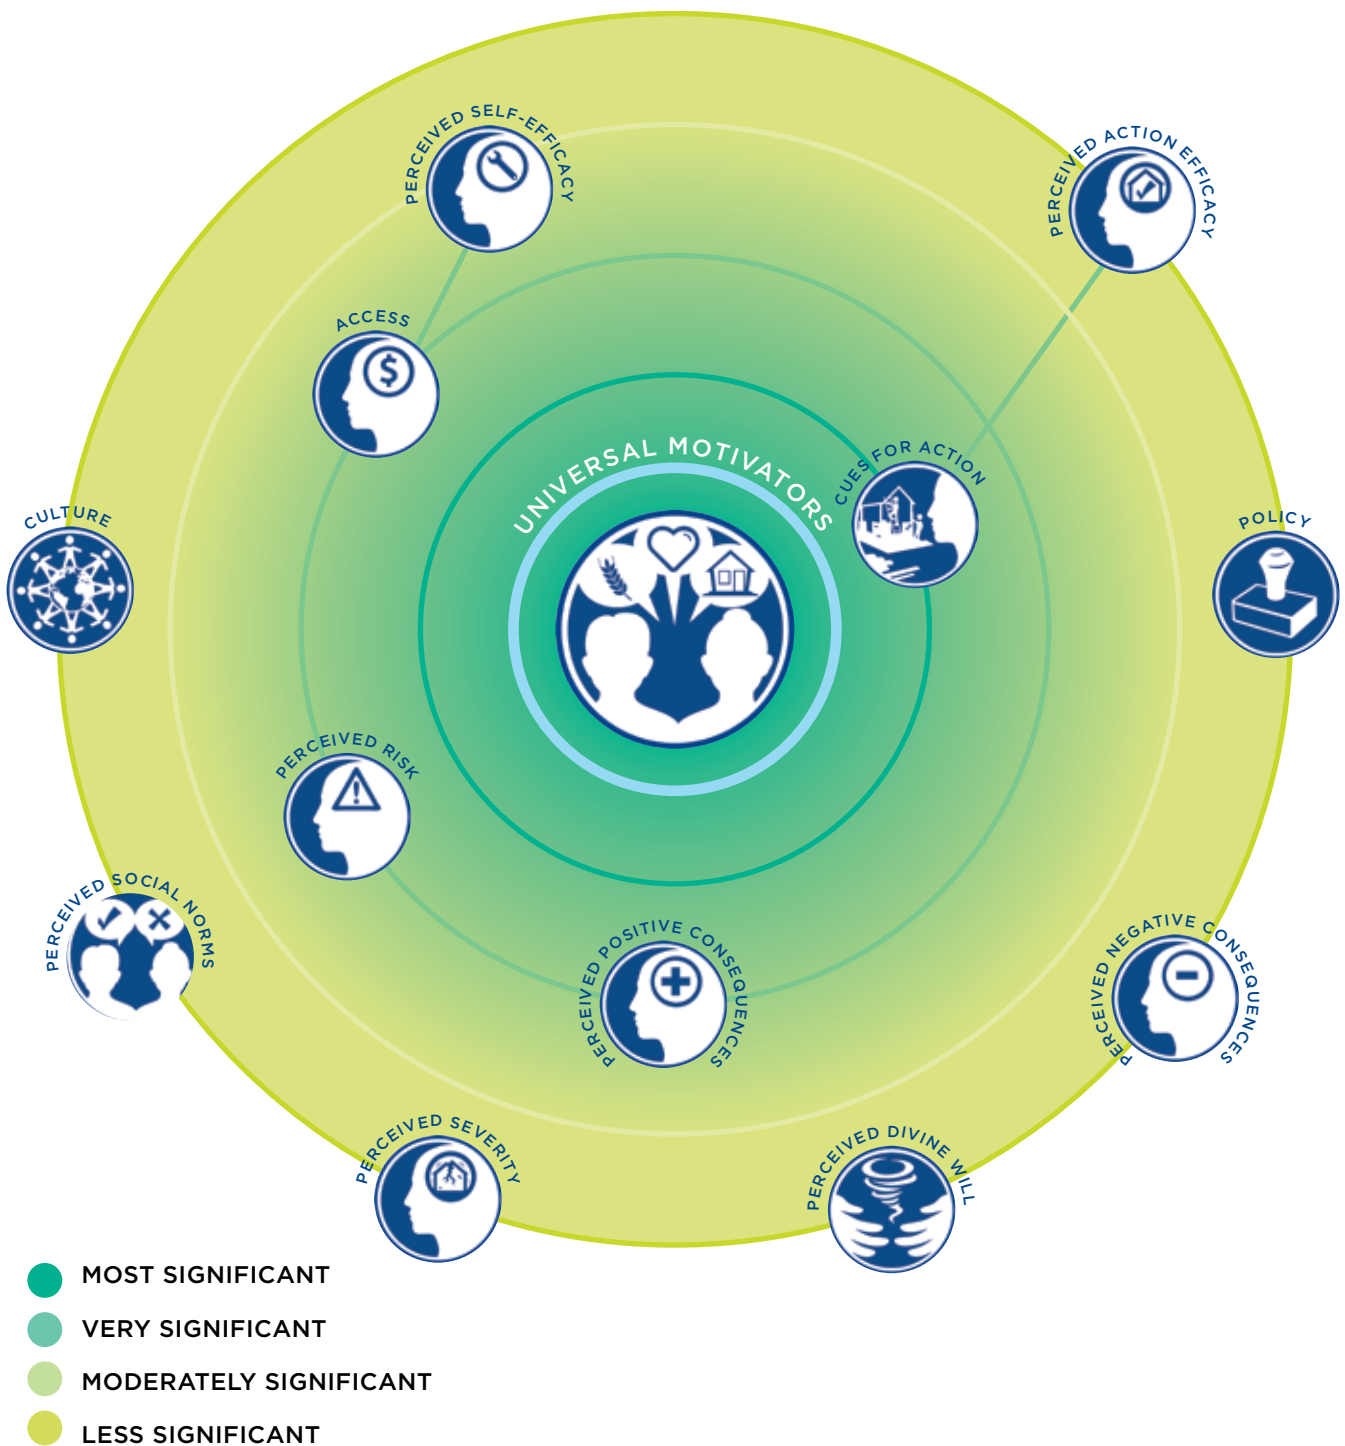 PERCEIVED SELF-EFFICACY
PERCEIVED ACTION EFFICACY
ACCESS
UNIVERSAL MOTIVATORS
CUES FOR ACTION
CULTURE
POLICY
PERCEIVED RISK
PERCEIVED SOCIAL NORMS
PERCEIVED POSITIVE CONSEQUENCES
PERCEIVED NEGATIVE CONSEQUENCES
PERCEIVED SEVERITY
PERCEIVED DIVINE WILL
MOST SIGNIFICANT
VERY SIGNIFICANT
MODERATELY SIGNIFICANT
LESS SIGNIFICANT